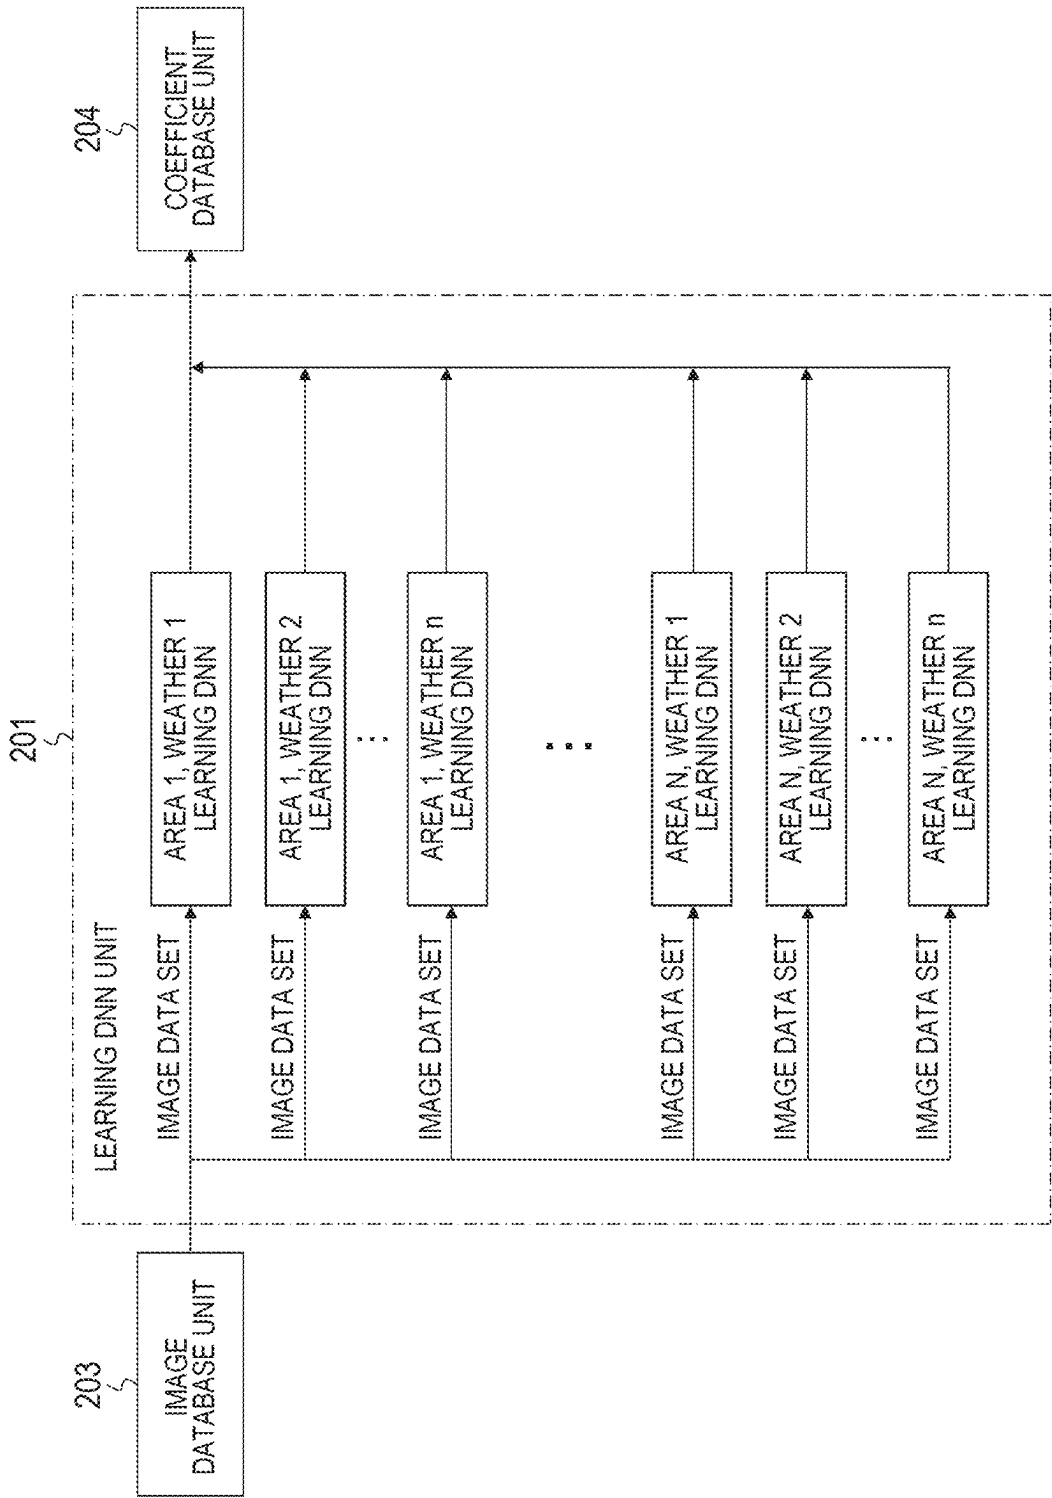 201
203
IMAGE
DATABASE UNIT
LEARNING DNN UNIT
IMAGE DATA SET
AREA 1, WEATHER 1
LEARNING DNN
204
COEFFICIENT
DATABASE UNIT
IMAGE DATA SET
AREA 1, WEATHER 2
LEARNING DNN
IMAGE DATA SET
AREA 1, WEATHER n
LEARNING DNN
IMAGE DATA SET
AREA N, WEATHER 1
LEARNING DNN
IMAGE DATA SET
AREA N, WEATHER 2
LEARNING DNN
IMAGE DATA SET
AREA N, WEATHER n
LEARNING DNN